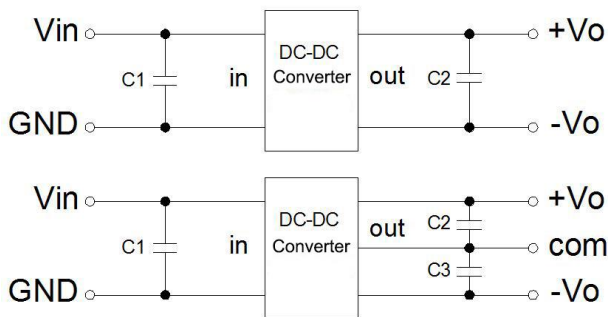 Vin
+Vo
DC-DC
Converter
C1
in
out
C2
GND
-Vo
Vin
+Vo
DC-DC
Converter
out
C2
C1
in
com
C3
GND
-Vo